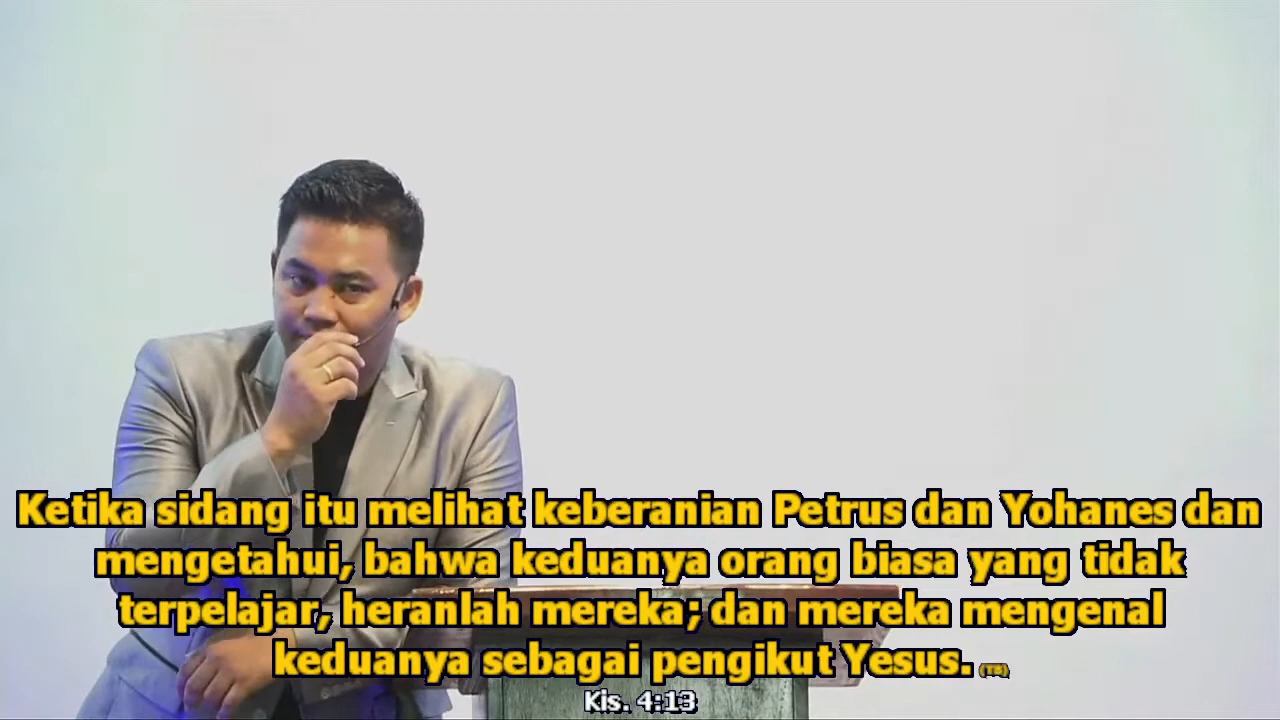 Ketika sidang itu melihat keberanian Petrus dan Yohanes dan
mengetahui, bahwa keduanya orang biasa yang tidak
terpelajar, heranlah mereka; dan mereka mengenal
keduanya sebagai pengikut Yesus. (TB)
Kis. 4:13